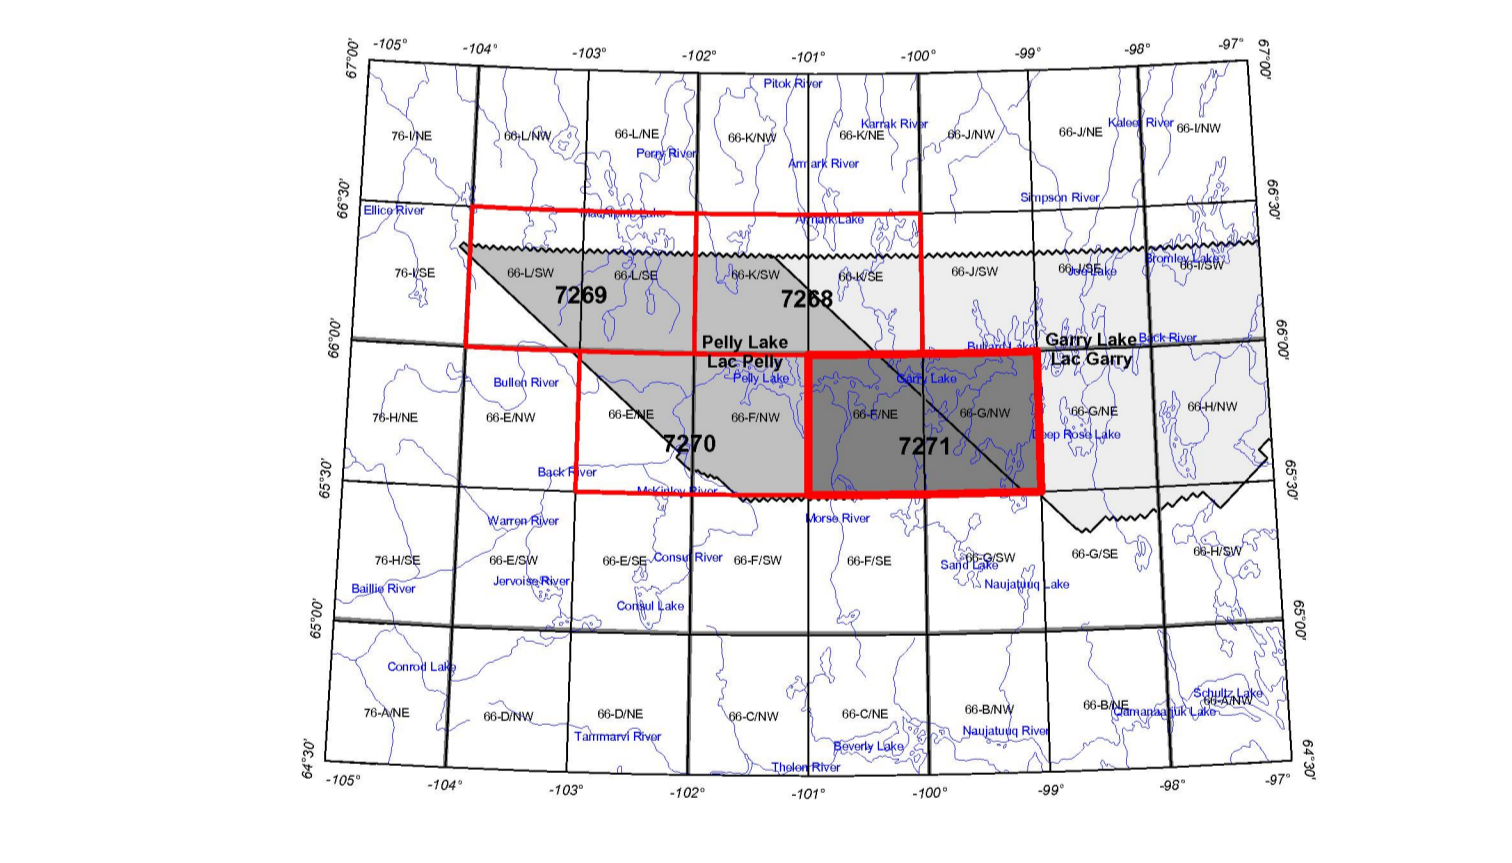 -105° -104° -103° -102° -101° -100° -99° -98° -97°
67°00' 67°00'
Pitok River
76-I/NE 66-L/NW 66-L/NE 66-K/NW 66-K/NE Karrak River 66-J/NW 66-J/NE Kaleet River 66-I/NW
Perry River Armark River
66°30' Simpson River 66°30'
Ellice River MacAlpine Lake Armark Lake
76-I/SE 66-L/SW 66-L/SE 66-K/SW 66-K/SE 66-J/SW 66-J/SE Joe Lake Bromley Lake 66-I/SW
7269 7268
66°00' Pelly Lake Bullard Lake Garry Lake Back River 66°00'
Lac Pelly Lac Garry
Bullen River Pelly Lake Garry Lake
76-H/NE 66-E/NW 66-E/NE 66-F/NW 66-F/NE 66-G/NW 66-G/NE 66-H/NW
7270 7271 Deep Rose Lake
65°30' Back River 65°30'
McKinley River
Warren River Morse River
76-H/SE 66-E/SW 66-E/SE Consul River 66-F/SW 66-F/SE 66-G/SW 66-G/SE 66-H/SW
Sand Lake
Baillie River Jervoise River Naujatuuq Lake
Consul Lake
65°00' 65°00'
Conrod Lake
Schultz Lake
76-A/NE 66-D/NW 66-D/NE 66-C/NW 66-C/NE 66-B/NW 66-B/NE 66-A/NW
Qamanaarjuk Lake
Tammarvi River Beverly Lake Naujatuuq River
64°30' Thelon River 64°30'
-105° -104° -103° -102° -101° -100° -99° -98° -97°